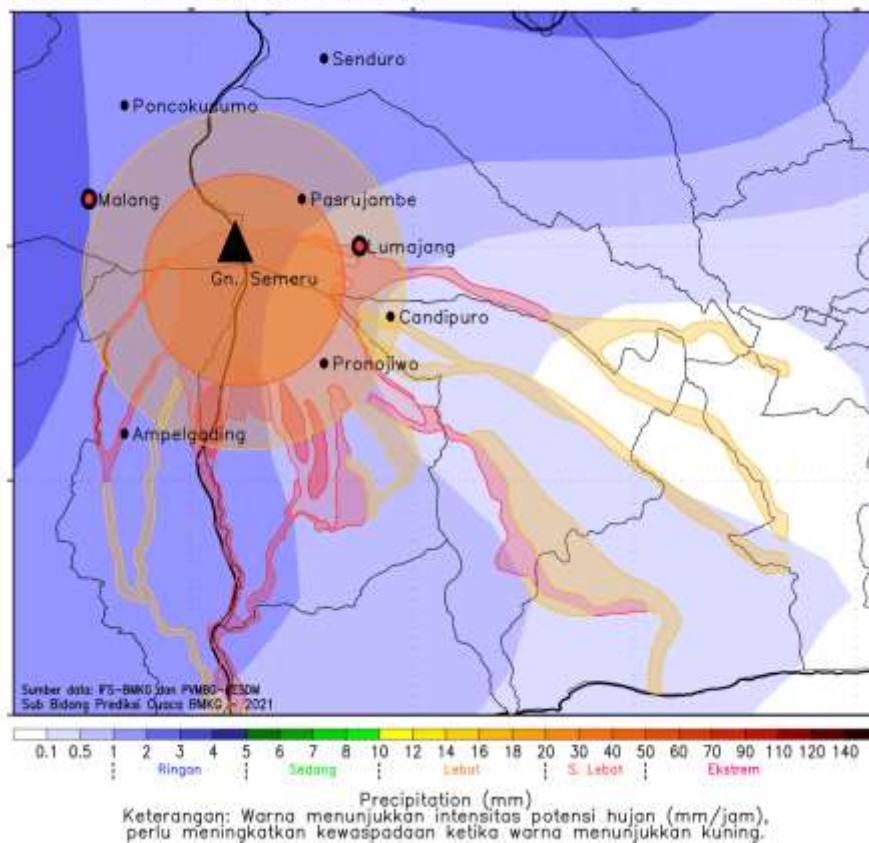 Senduro
Poncokusumo
Malang
Pasrujambe
Lumajang
Gn. Semeru
Candipuro
Pronojiwo
Ampelgading
Sumber data: IFS-BMKG dan PVMBG-KESDM
Sub Bidang Prediksi Cuaca BMKG - 2021
0.1 0.5 1 2 3 4 5 6 7 8 10 12 14 16 18 20 30 40 50 60 70 90 110 120 140
Ringan Sedang Lebat S. Lebat Ekstrem
Precipitation (mm)
Keterangan: Warna menunjukkan intensitas potensi hujan (mm/jam),
perlu meningkatkan kewaspadaan ketika warna menunjukkan kuning.